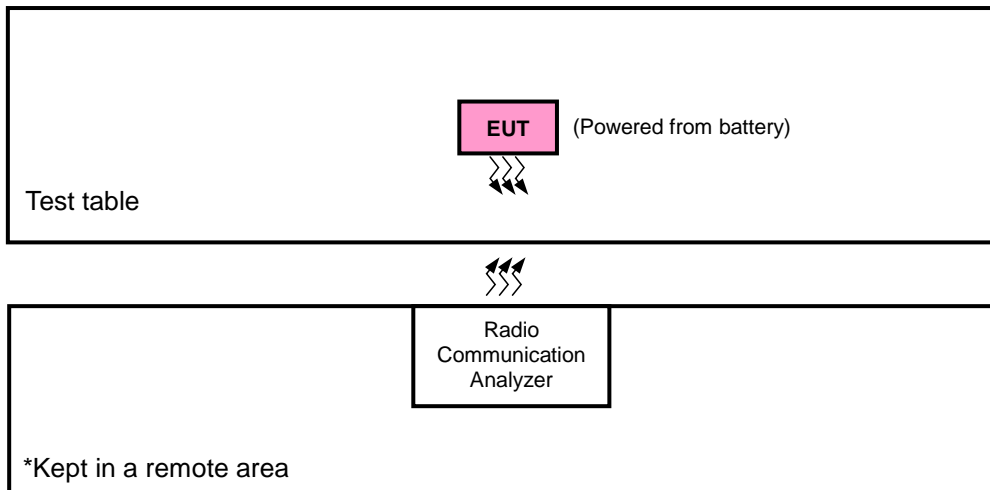 EUT
(Powered from battery)
Test table
Radio
Communication
Analyzer
*Kept in a remote area